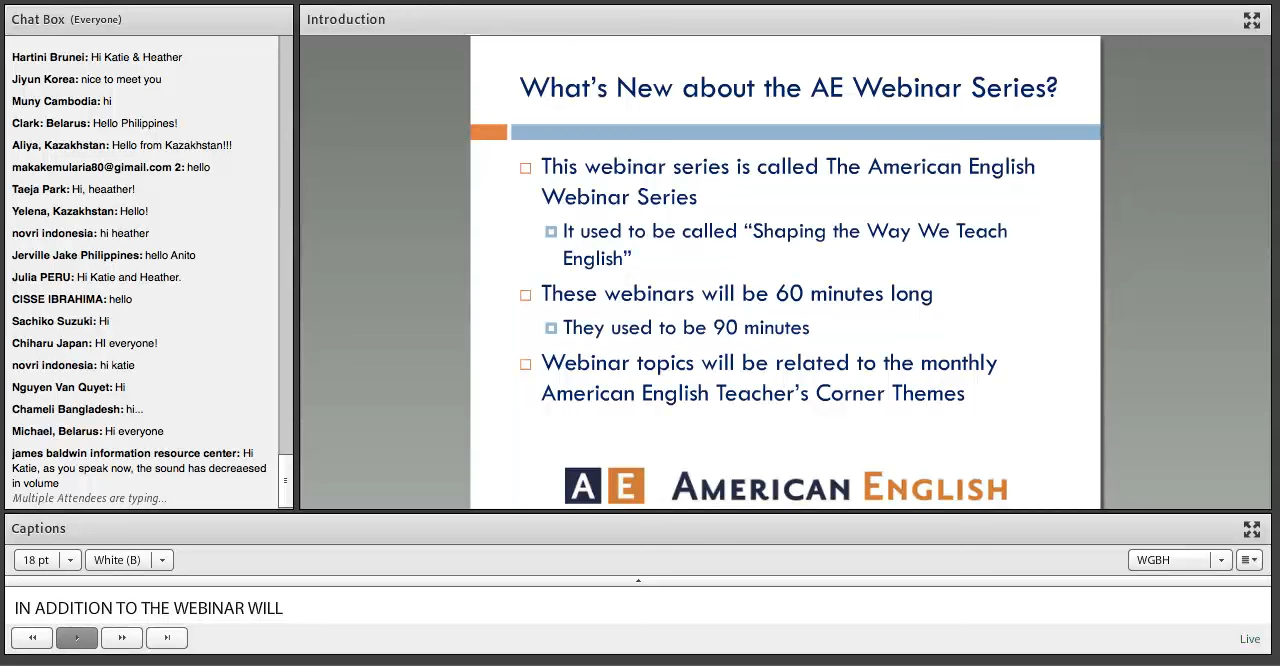 Chat Box (Everyone)
Hartini Brunei: Hi Katie & Heather
Jiyun Korea: nice to meet you
Muny Cambodia: hi
Clark: Belarus: Hello Philippines!
Aliya, Kazakhstan: Hello from Kazakhstan!!!
makakemularia80@gimail.com 2: hello
Taeja Park: Hi, heaather!
Yelena, Kazakhstan: Hello!
novri indonesia: hi heather
Jerville Jake Philippines: hello Anito
Julia PERU: Hi Katie and Heather.
CISSE IBRAHIMA: hello
Sachiko Suzuki: Hi
Chiharu Japan: HI everyone!
novri indonesia: hi katie
Nguyen Van Quyet: Hi
Chameli Bangladesh: hi...
Michael, Belarus: Hi everyone
james baldwin information resource center: Hi
Katie, as you speak now, the sound has decreaesed
in volume
Multiple Attendees are typing...
Introduction
What's New about the AE Webinar Series?
This webinar series is called The American English
Webinar Series
It used to be called “Shaping the Way We Teach
English”
These webinars will be 60 minutes long
They used to be 90 minutes
Webinar topics will be related to the monthly
American English Teacher's Corner Themes
AE AMERICAN ENGLISH
Captions
18 pt White (B) WGBH
IN ADDITION TO THE WEBINAR WILL
Live